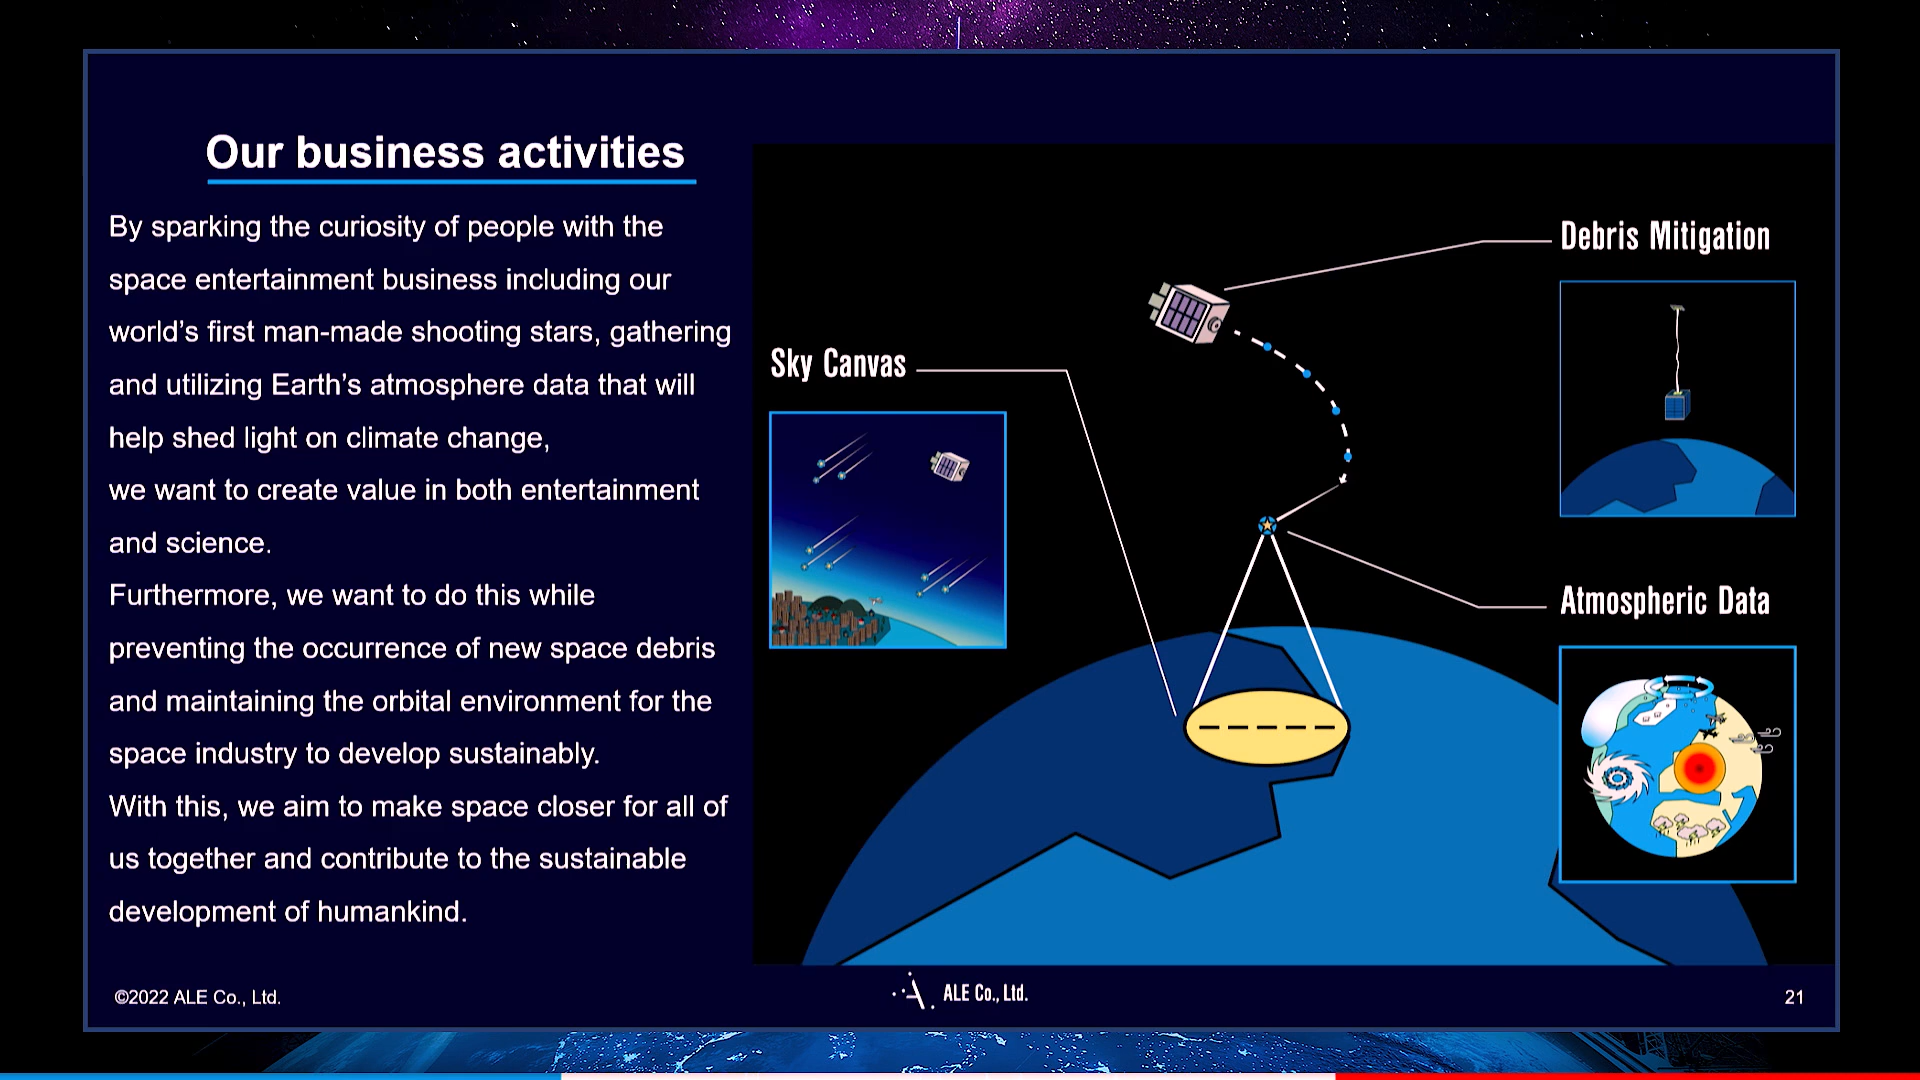 Our business activities
By sparking the curiosity of people with the
space entertainment business including our
world’s first man-made shooting stars, gathering
and utilizing Earth’s atmosphere data that will
help shed light on climate change,
we want to create value in both entertainment
and science.
Furthermore, we want to do this while
preventing the occurrence of new space debris
and maintaining the orbital environment for the
space industry to develop sustainably.
With this, we aim to make space closer for all of
us together and contribute to the sustainable
development of humankind.
Sky Canvas
Debris Mitigation
Atmospheric Data
©2022 ALE Co., Ltd.
ALE Co., Ltd.
21